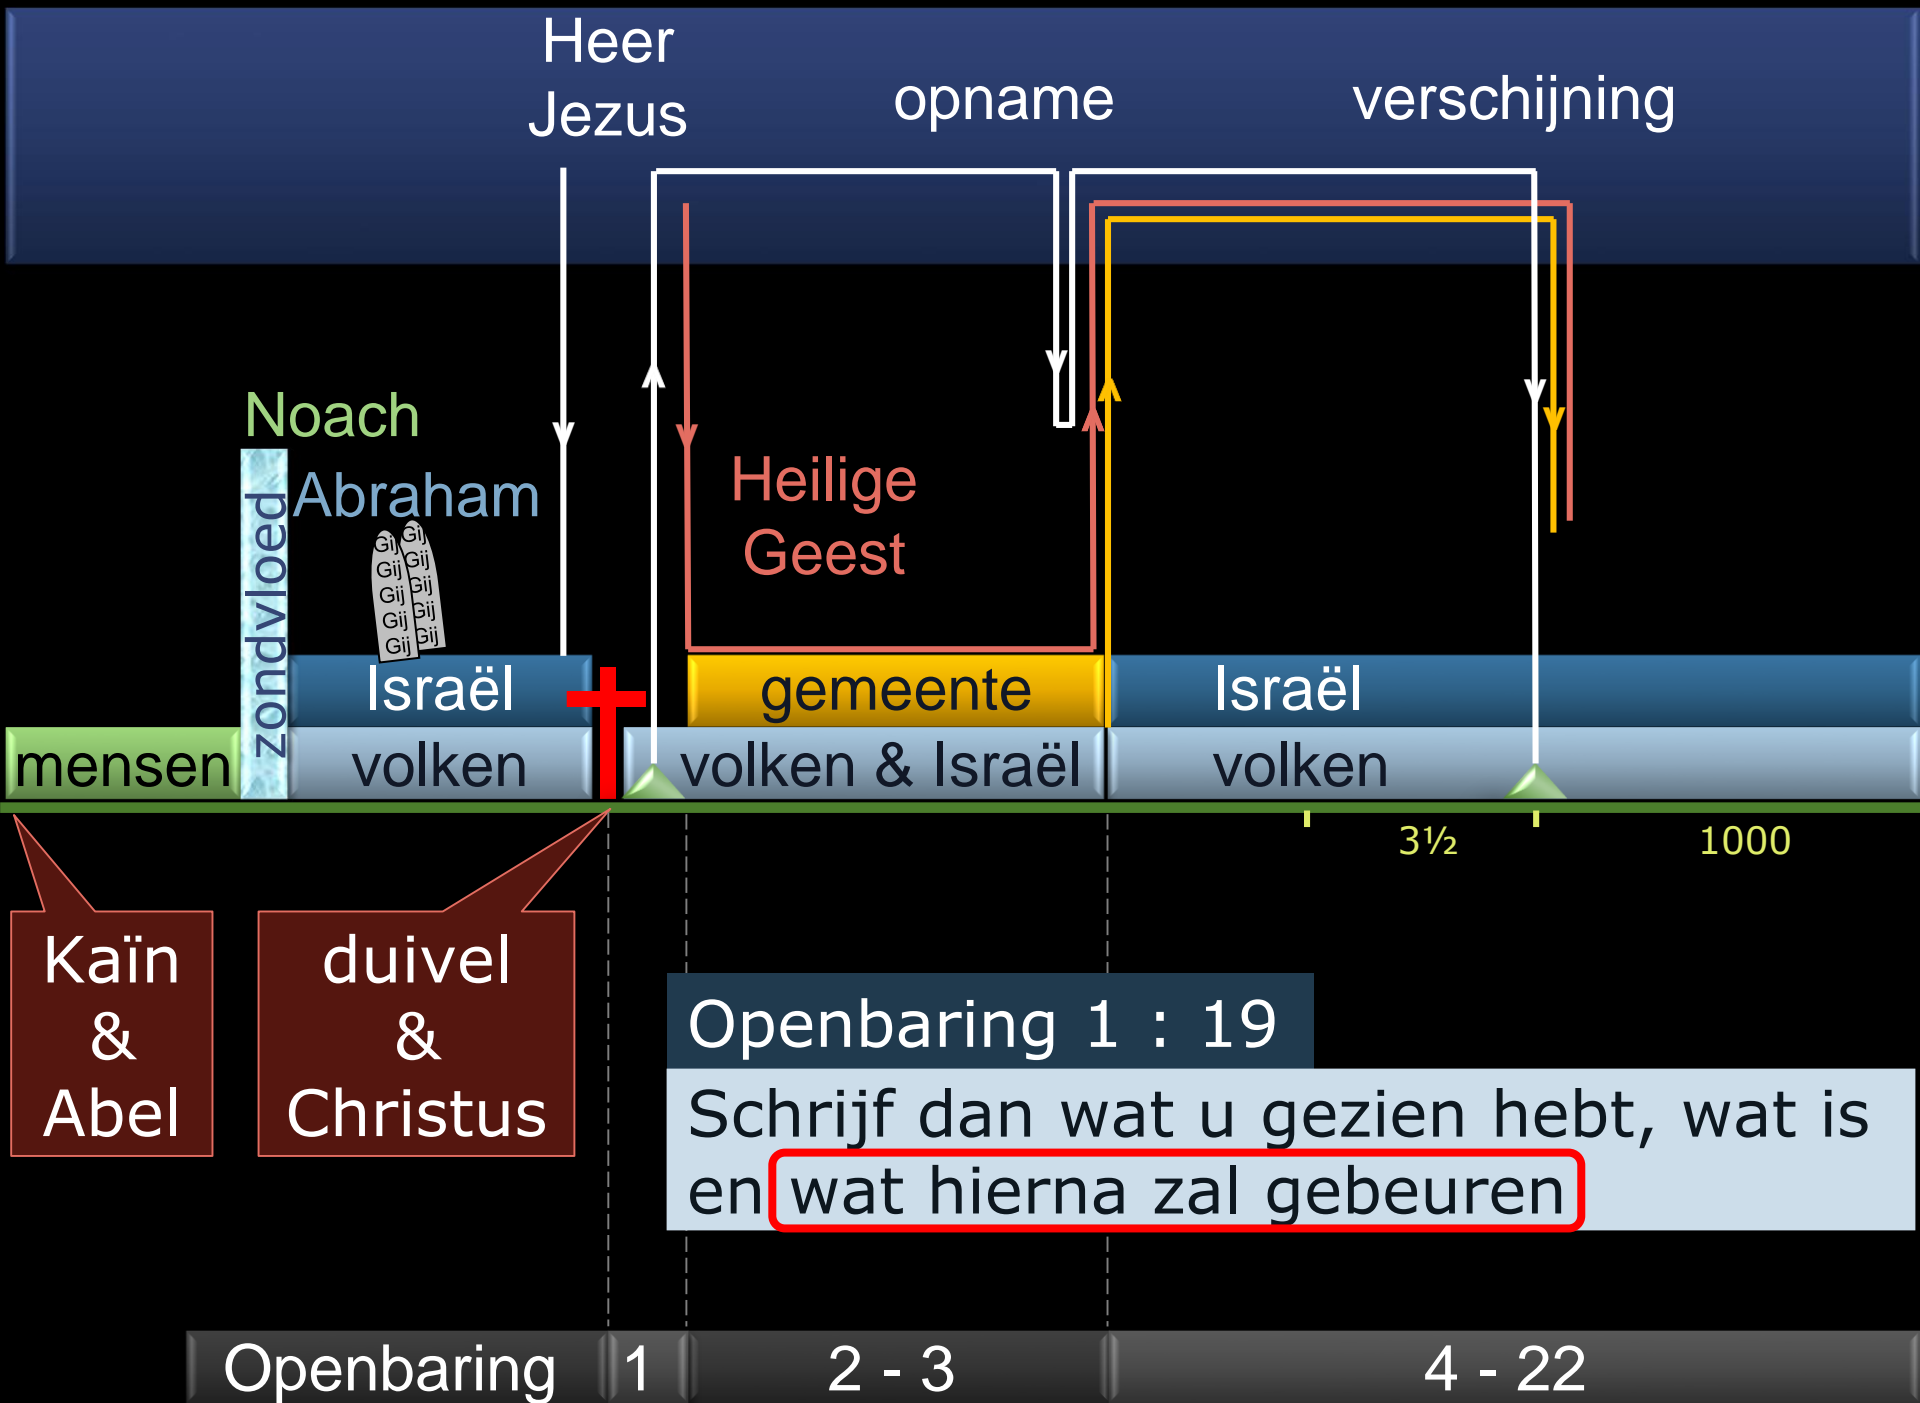 Heer
Jezus
opname
verschijning
Noach
Abraham
zondvloed
Gij
Gij
Gij
Gij
Gij
Gij
Gij
Gij
Gij
Gij
Heilige
Geest
Israël
gemeente
Israël
mensen
volken
volken & Israël
volken
3½
1000
Kaïn
&
Abel
duivel
&
Christus
Openbaring 1 : 19
Schrijf dan wat u gezien hebt, wat is
en wat hierna zal gebeuren
Openbaring
1
2 - 3
4 - 22